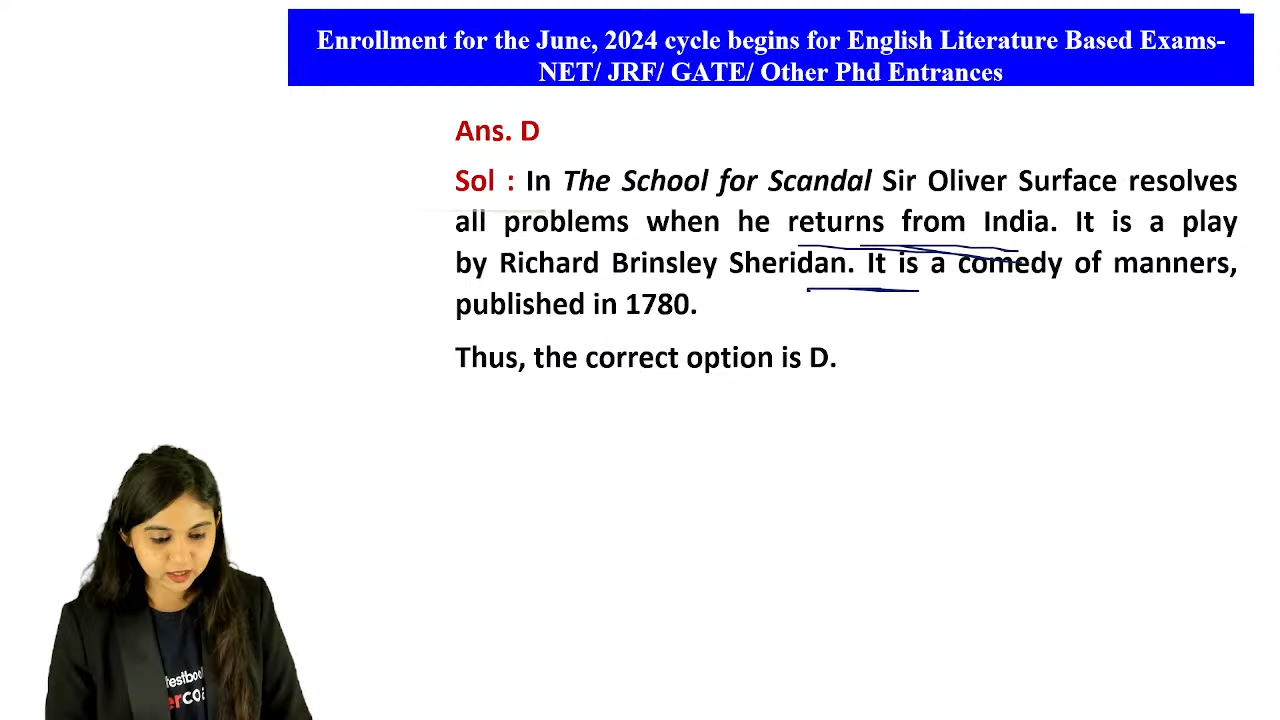 Enrollment for the June, 2024 cycle begins for English Literature Based Exams-
NET/ JRF/ GATE/ Other Phd Entrances
Ans. D
Sol : In The School for Scandal Sir Oliver Surface resolves
all problems when he returns from India. It is a play
by Richard Brinsley Sheridan. It is a comedy of manners,
published in 1780.
Thus, the correct option is D.
testboo